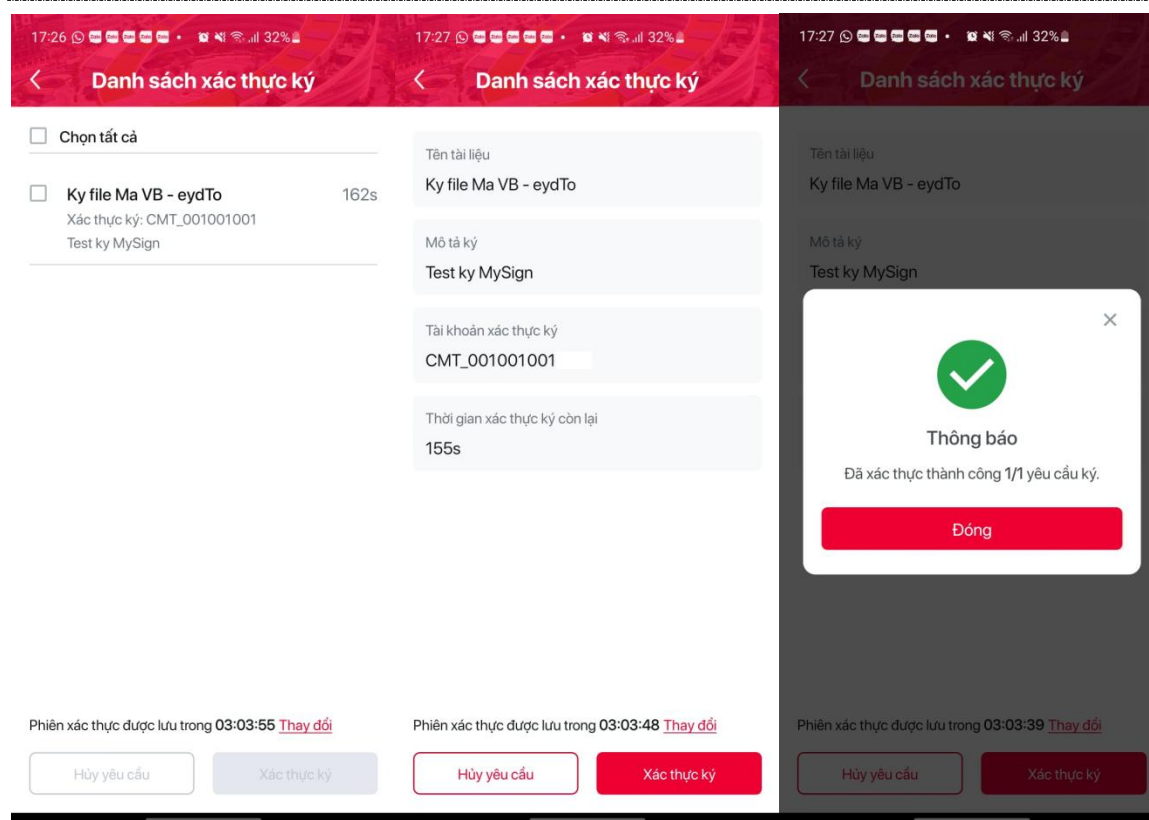 17:26 32%
Danh sách xác thực ký
Chọn tất cả
Ky file Ma VB - eydTo 162s
Xác thực ký: CMT_001001001
Test ky MySign
Phiên xác thực được lưu trong 03:03:55 Thay đổi
Hủy yêu cầu Xác thực ký
17:27 32%
Danh sách xác thực ký
Tên tài liệu
Ky file Ma VB - eydTo
Mô tả ký
Test ky MySign
Tài khoản xác thực ký
CMT_001001001
Thời gian xác thực ký còn lại
155s
Phiên xác thực được lưu trong 03:03:48 Thay đổi
Hủy yêu cầu Xác thực ký
17:27 32%
Danh sách xác thực ký
Tên tài liệu
Ky file Ma VB - eydTo
Mô tả ký
Test ky MySign
Thông báo
Đã xác thực thành công 1/1 yêu cầu ký.
Đóng
Phiên xác thực được lưu trong 03:03:39 Thay đổi
Hủy yêu cầu Xác thực ký